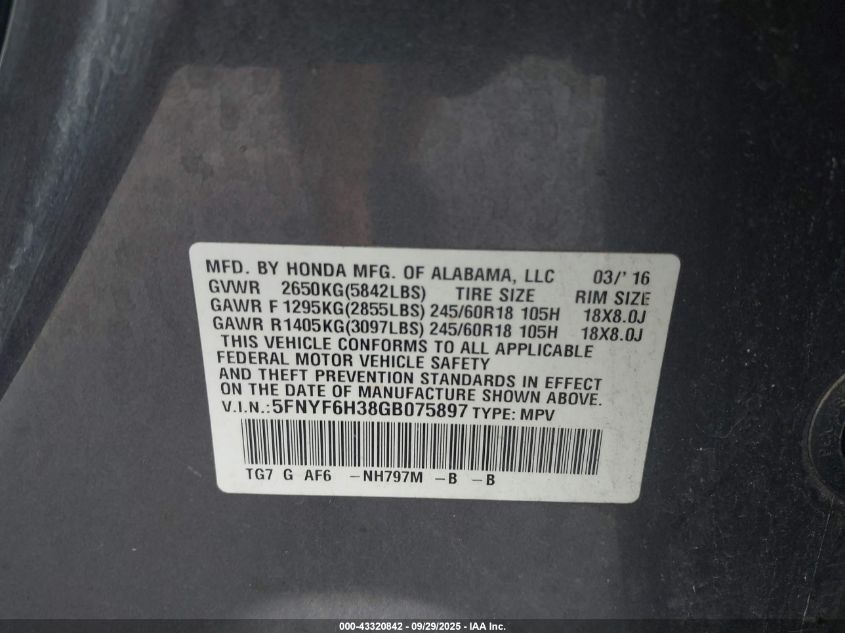 MFD. BY HONDA MFG. OF ALABAMA, LLC 03/'16
GVWR 2650KG(5842LBS) TIRE SIZE RIM SIZE
GAWR F 1295KG(2855LBS) 245/60R18 105H 18X8.0J
GAWR R1405KG(3097LBS) 245/60R18 105H 18X8.0J
THIS VEHICLE CONFORMS TO ALL APPLICABLE
FEDERAL MOTOR VEHICLE SAFETY
AND THEFT PREVENTION STANDARDS IN EFFECT
ON THE DATE OF MANUFACTURE SHOWN ABOVE.
V.I.N.:5FNYF6H38GB075897 TYPE: MPV
TG7 G AF6 -NH797M -B -B
000-43320842 - 09/29/2025 - IAA Inc.